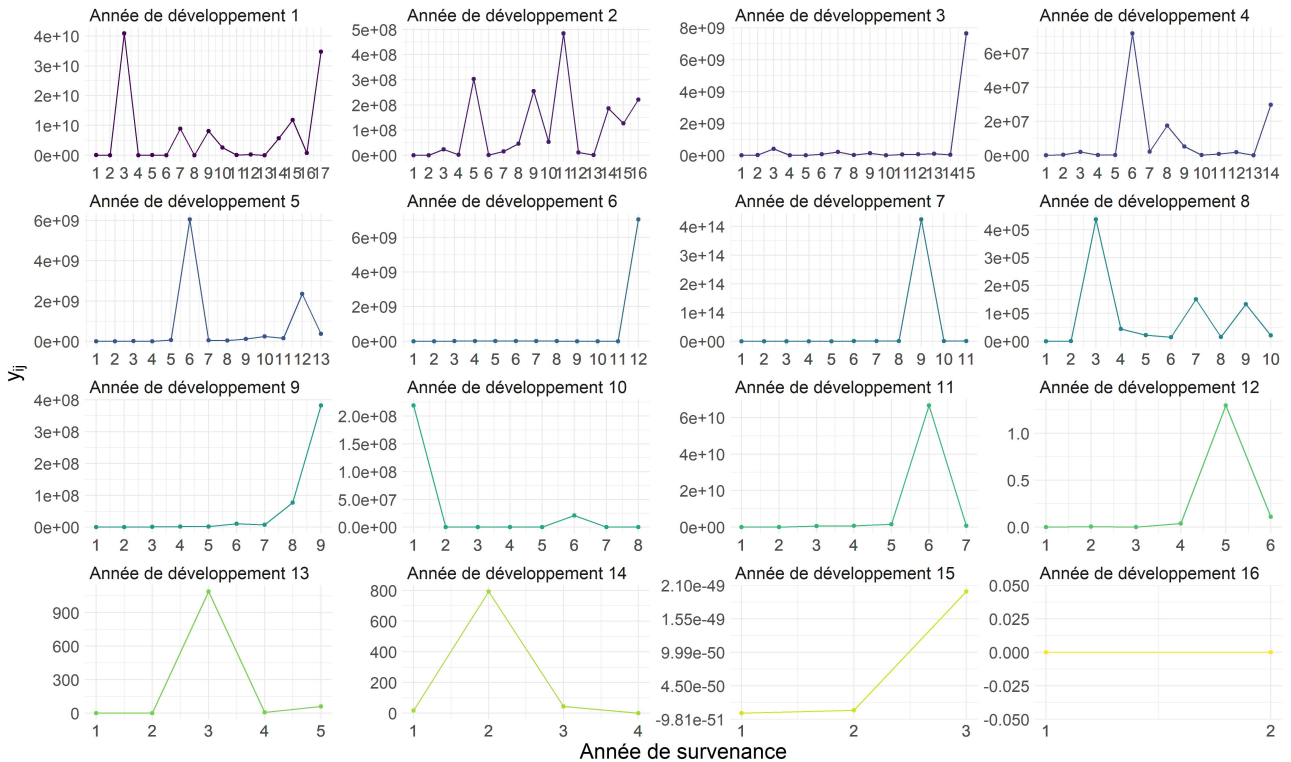 Année de développement 1
Année de développement 2
Année de développement 3
Année de développement 4
4e+10
3e+10
2e+10
1e+10
0e+00
5e+08
4e+08
3e+08
2e+08
1e+08
0e+00
8e+09
6e+09
4e+09
2e+09
0e+00
6e+07
4e+07
2e+07
0e+00
1 2 3 4 5 6 7 8 9 10 11 12 13 14 15 16 17
1 2 3 4 5 6 7 8 9 10 11 12 13 14 15 16
1 2 3 4 5 6 7 8 9 10 11 12 13 14 15
1 2 3 4 5 6 7 8 9 10 11 12 13 14
Année de développement 5
Année de développement 6
Année de développement 7
Année de développement 8
6e+09
4e+09
2e+09
0e+00
6e+09
4e+09
2e+09
0e+00
4e+14
3e+14
2e+14
1e+14
0e+00
4e+05
3e+05
2e+05
1e+05
0e+00
1 2 3 4 5 6 7 8 9 10 11 12 13
1 2 3 4 5 6 7 8 9 10 11 12
1 2 3 4 5 6 7 8 9 10 11
1 2 3 4 5 6 7 8 9 10
yij
Année de développement 9
Année de développement 10
Année de développement 11
Année de développement 12
4e+08
3e+08
2e+08
1e+08
0e+00
2.0e+08
1.5e+08
1.0e+08
5.0e+07
0.0e+00
6e+10
4e+10
2e+10
0e+00
1.0
0.5
0.0
1 2 3 4 5 6 7 8 9
1 2 3 4 5 6 7 8
1 2 3 4 5 6 7
1 2 3 4 5 6
Année de développement 13
Année de développement 14
Année de développement 15
Année de développement 16
900
600
300
0
800
600
400
200
0
2.10e-49
1.55e-49
9.99e-50
4.50e-50
-9.81e-51
0.050
0.025
0.000
-0.025
-0.050
1 2 3 4 5
1 2 3 4
1 2 3
1 2
Année de survenance